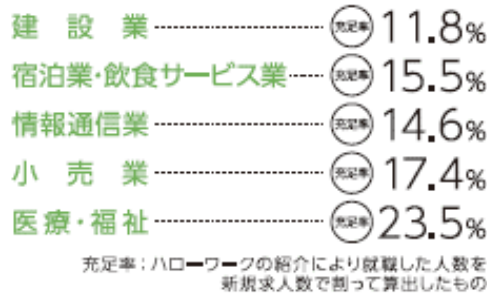 建設業 充足率 11.8%
宿泊業・飲食サービス業 充足率 15.5%
情報通信業 充足率 14.6%
小売業 充足率 17.4%
医療・福祉 充足率 23.5%
充足率：ハローワークの紹介により就職した人数を
新規求人数で割って算出したもの